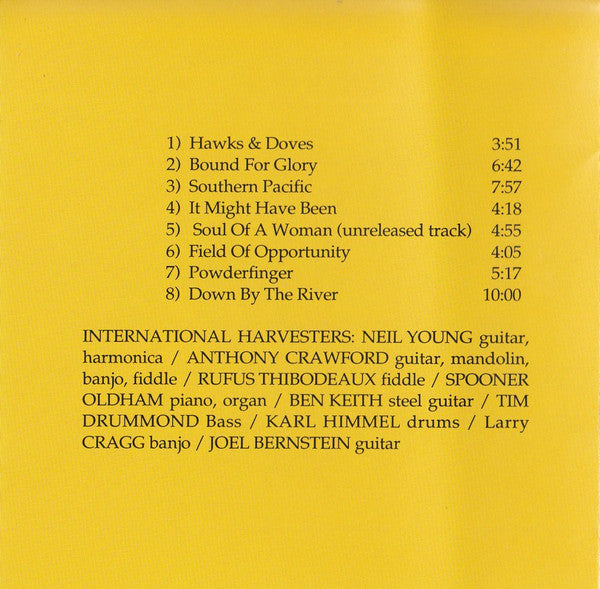 1) Hawks & Doves 3:51
2) Bound For Glory 6:42
3) Southern Pacific 7:57
4) It Might Have Been 4:18
5) Soul Of A Woman (unreleased track) 4:55
6) Field Of Opportunity 4:05
7) Powderfinger 5:17
8) Down By The River 10:00
INTERNATIONAL HARVESTERS: NEIL YOUNG guitar,
harmonica / ANTHONY CRAWFORD guitar, mandolin,
banjo, fiddle / RUFUS THIBODEAUX fiddle / SPOONER
OLDHAM piano, organ / BEN KEITH steel guitar / TIM
DRUMMOND Bass / KARL HIMMEL drums / Larry
CRAGG banjo / JOEL BERNSTEIN guitar